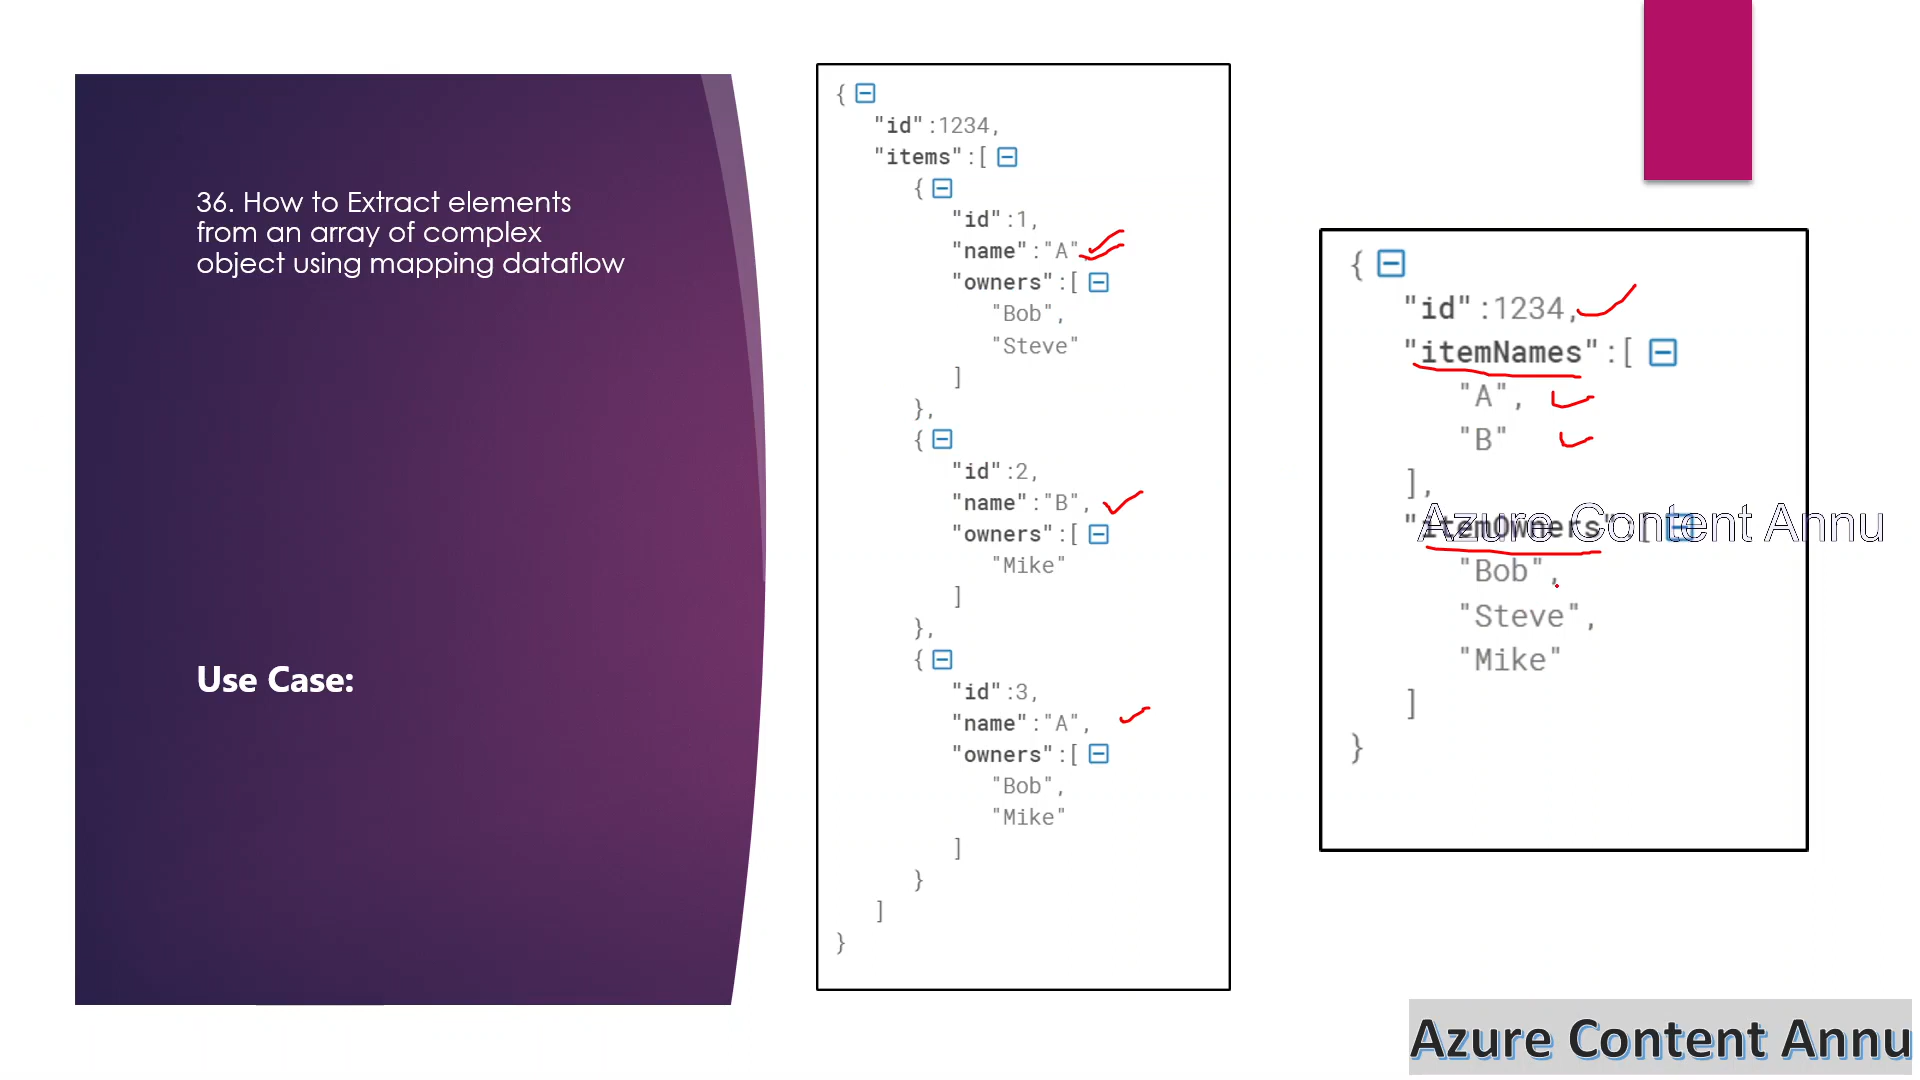 36. How to Extract elements
from an array of complex
object using mapping dataflow
Use Case:
{
"id":1234,
"items":[
{
"id":1,
"name":"A"
"owners":[
"Bob",
"Steve"
]
},
{
"id":2,
"name":"B",
"owners":[
"Mike"
]
},
{
"id":3,
"name":"A",
"owners":[
"Bob",
"Mike"
]
}
]
}
{
"id":1234,
"itemNames":[
"A",
"B"
],
"itemOwners":[
Azure Content Annu
"Bob",
"Steve",
"Mike"
]
}
Azure Content Annu